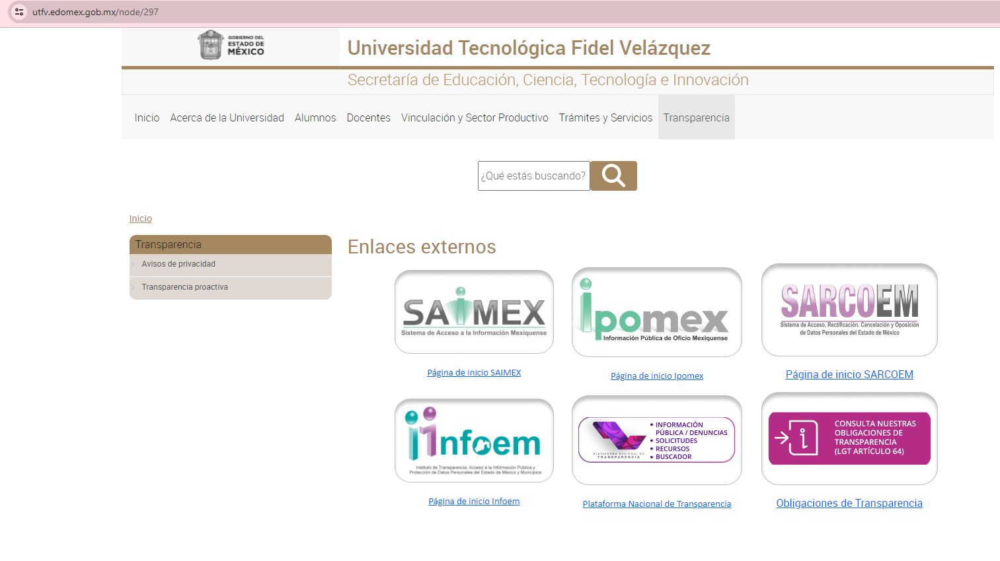 utfv.edomex.gob.mx/node/297
GOBIERNO DEL
ESTADO DE
MÉXICO
Universidad Tecnológica Fidel Velázquez
Secretaría de Educación, Ciencia, Tecnología e Innovación
Inicio Acerca de la Universidad Alumnos Docentes Vinculación y Sector Productivo Trámites y Servicios Transparencia
¿Qué estás buscando?
Inicio
Transparencia
Avisos de privacidad
Transparencia proactiva
Enlaces externos
SAIMEX
Sistema de Acceso a la Información Mexiquense
Página de inicio SAIMEX
ipomex
Información Pública de Oficio Mexiquense
Página de inicio Ipomex
SARCOEM
Sistema de Acceso, Rectificación, Cancelación y Oposición
de Datos Personales del Estado de México
Página de inicio SARCOEM
infoem
Instituto de Transparencia, Acceso a la Información Pública y
Protección de Datos Personales del Estado de México y Municipios
Página de inicio Infoem
PLATAFORMA NACIONAL DE
TRANSPARENCIA
• INFORMACIÓN
PÚBLICA / DENUNCIAS
• SOLICITUDES
• RECURSOS
• BUSCADOR
Plataforma Nacional de Transparencia
CONSULTA NUESTRAS
OBLIGACIONES DE
TRANSPARENCIA
(LGT ARTÍCULO 64)
Obligaciones de Transparencia